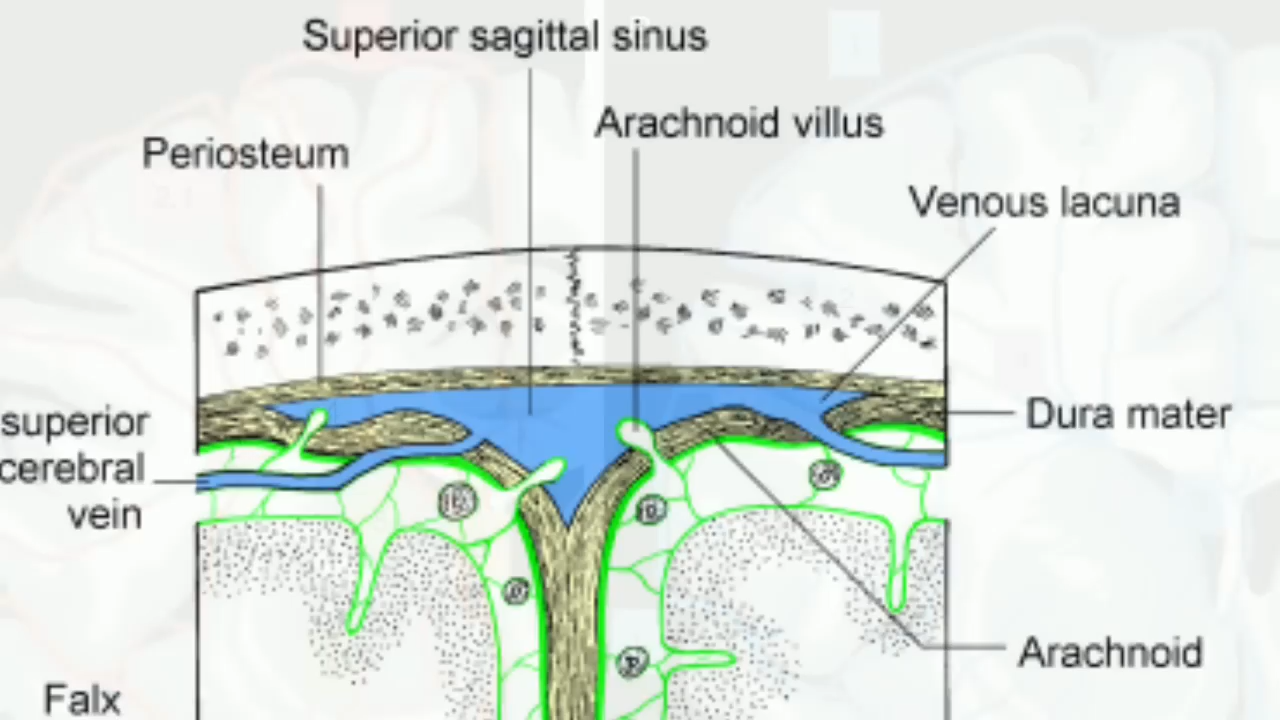 Superior sagittal sinus
Arachnoid villus
Periosteum
Venous lacuna
superior
cerebral
vein
Dura mater
Arachnoid
Falx